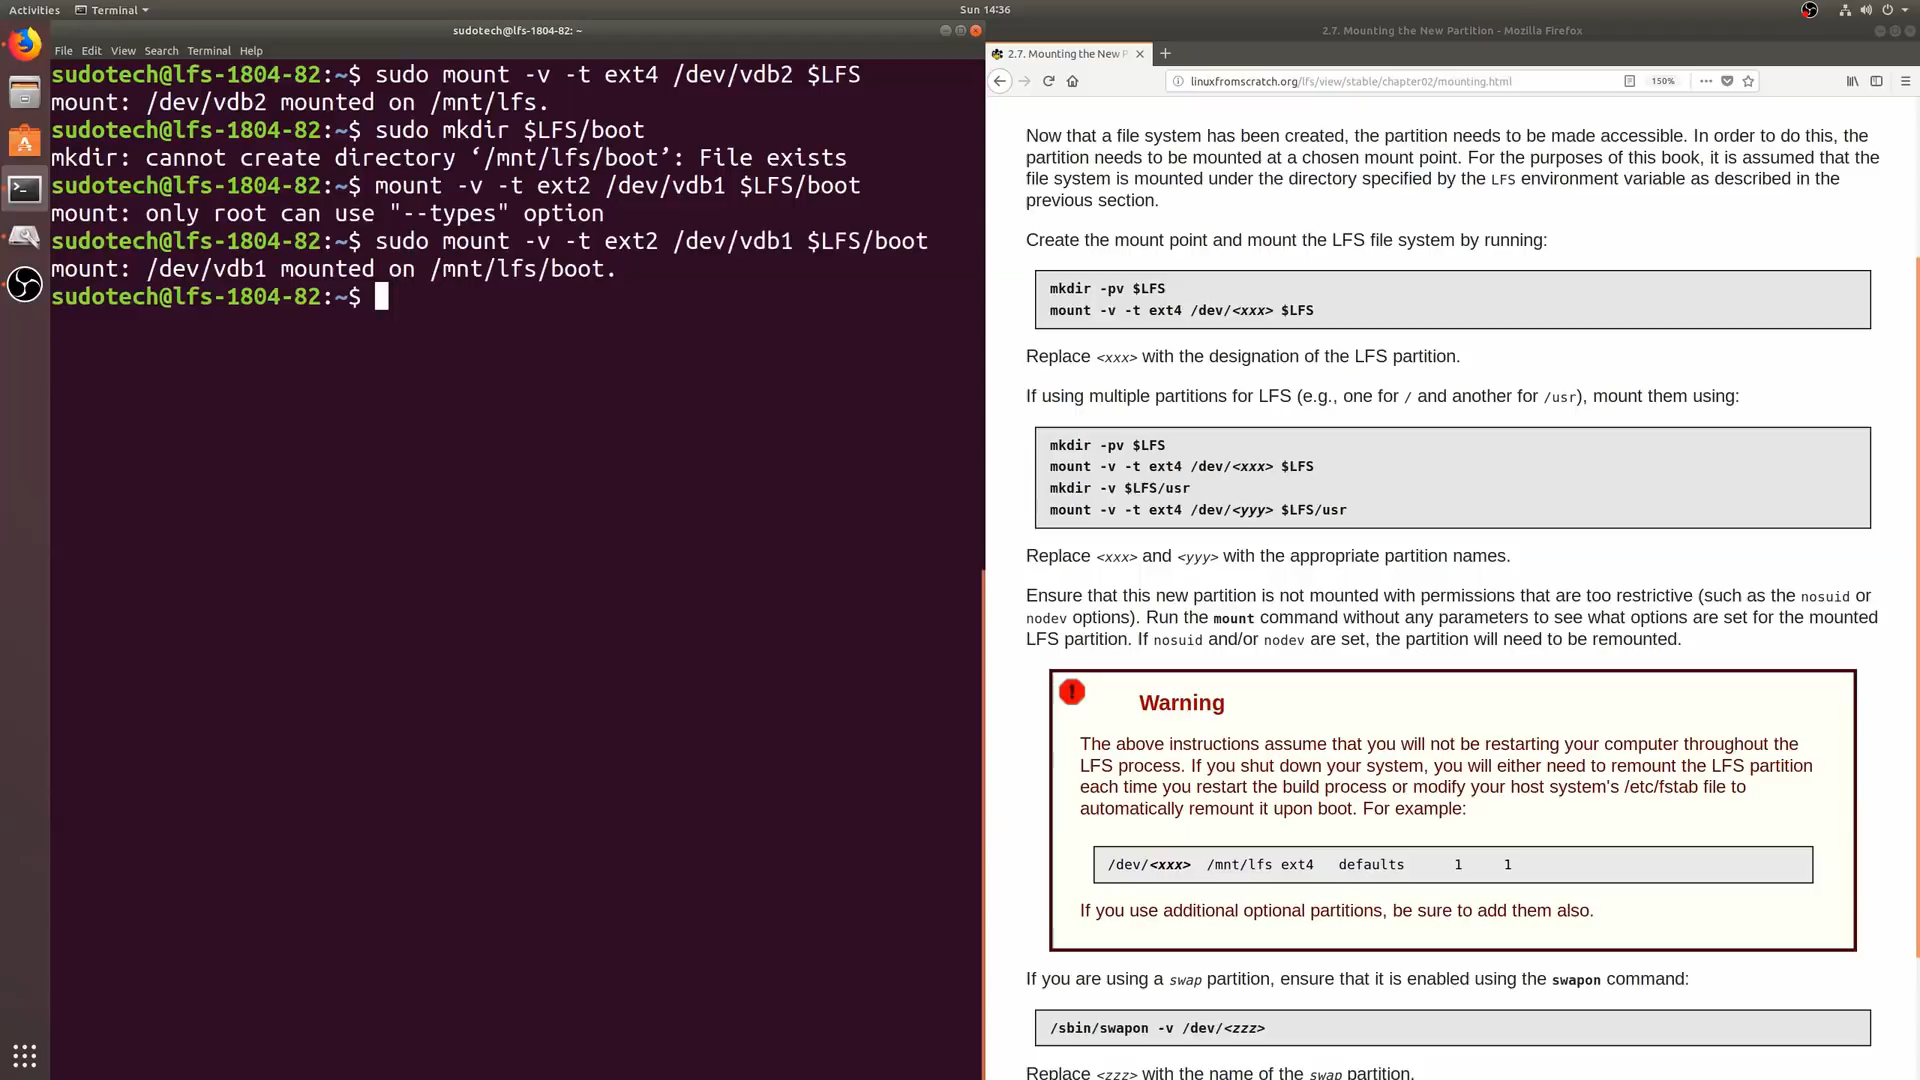 Activities
Terminal
Sun 14:36
sudotech@lfs-1804-82: ~
File Edit View Search Terminal Help
sudotech@lfs-1804-82:~$ sudo mount -v -t ext4 /dev/vdb2 $LFS
mount: /dev/vdb2 mounted on /mnt/lfs.
sudotech@lfs-1804-82:~$ sudo mkdir $LFS/boot
mkdir: cannot create directory ‘/mnt/lfs/boot’: File exists
sudotech@lfs-1804-82:~$ mount -v -t ext2 /dev/vdb1 $LFS/boot
mount: only root can use "--types" option
sudotech@lfs-1804-82:~$ sudo mount -v -t ext2 /dev/vdb1 $LFS/boot
mount: /dev/vdb1 mounted on /mnt/lfs/boot.
sudotech@lfs-1804-82:~$
2.7. Mounting the New Partition - Mozilla Firefox
2.7. Mounting the New P
linuxfromscratch.org/lfs/view/stable/chapter02/mounting.html
150%
Now that a file system has been created, the partition needs to be made accessible. In order to do this, the
partition needs to be mounted at a chosen mount point. For the purposes of this book, it is assumed that the
file system is mounted under the directory specified by the LFS environment variable as described in the
previous section.
Create the mount point and mount the LFS file system by running:
mkdir -pv $LFS
mount -v -t ext4 /dev/<xxx> $LFS
Replace <xxx> with the designation of the LFS partition.
If using multiple partitions for LFS (e.g., one for / and another for /usr), mount them using:
mkdir -pv $LFS
mount -v -t ext4 /dev/<xxx> $LFS
mkdir -v $LFS/usr
mount -v -t ext4 /dev/<yyy> $LFS/usr
Replace <xxx> and <yyy> with the appropriate partition names.
Ensure that this new partition is not mounted with permissions that are too restrictive (such as the nosuid or
nodev options). Run the mount command without any parameters to see what options are set for the mounted
LFS partition. If nosuid and/or nodev are set, the partition will need to be remounted.
Warning
The above instructions assume that you will not be restarting your computer throughout the
LFS process. If you shut down your system, you will either need to remount the LFS partition
each time you restart the build process or modify your host system's /etc/fstab file to
automatically remount it upon boot. For example:
/dev/<xxx> /mnt/lfs ext4 defaults 1 1
If you use additional optional partitions, be sure to add them also.
If you are using a swap partition, ensure that it is enabled using the swapon command:
/sbin/swapon -v /dev/<zzz>
Replace <zzz> with the name of the swap partition.